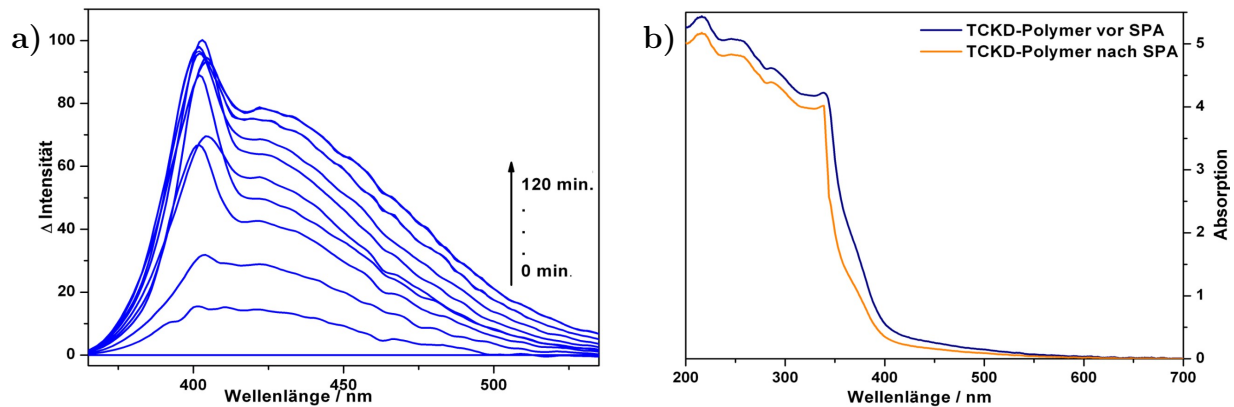 a)
100
80
60
40
20
0
Δ Intensität
400
450
500
Wellenlänge / nm
120 min.
.
.
.
0 min.
b)
TCKD-Polymer vor SPA
TCKD-Polymer nach SPA
5
4
3
2
1
0
Absorption
200
300
400
500
600
700
Wellenlänge / nm